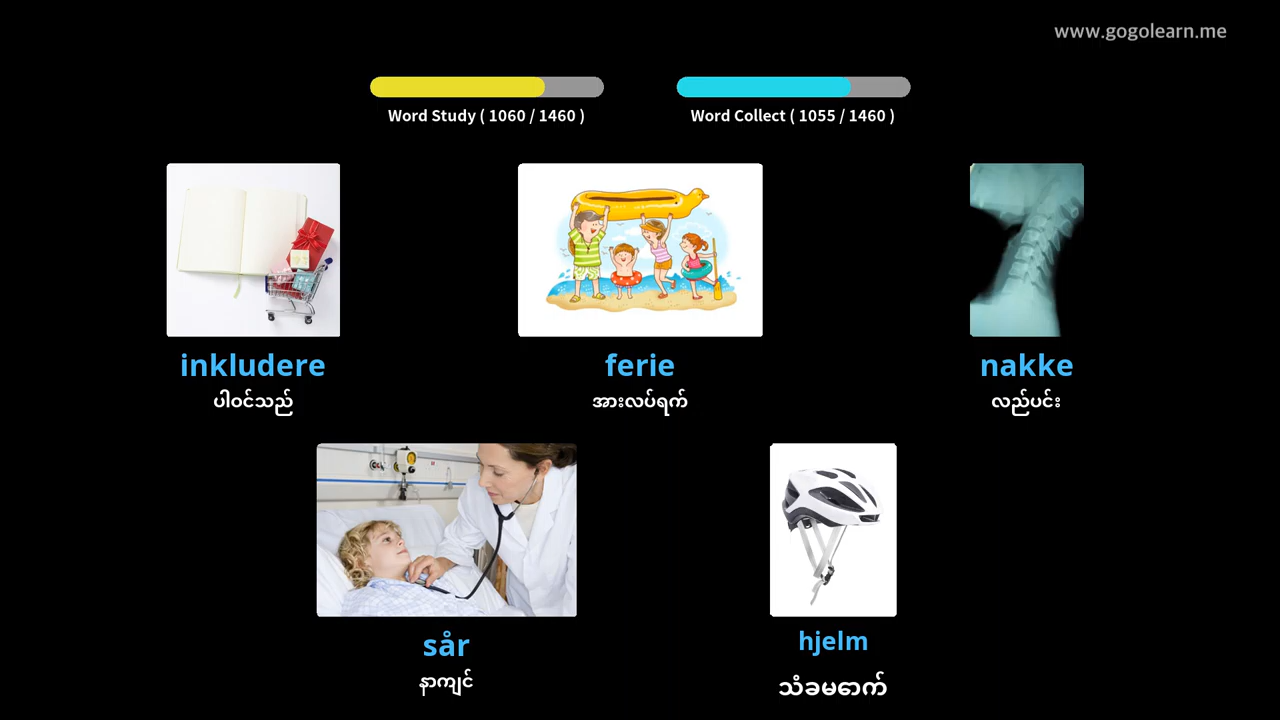 www.gogolearn.me
Word Study ( 1060 / 1460 )
Word Collect ( 1055 / 1460 )
inkludere
ပါဝင်သည်
ferie
အားလပ်ရက်
nakke
လည်ပင်း
sår
နာကျင်
hjelm
သံခမောက်